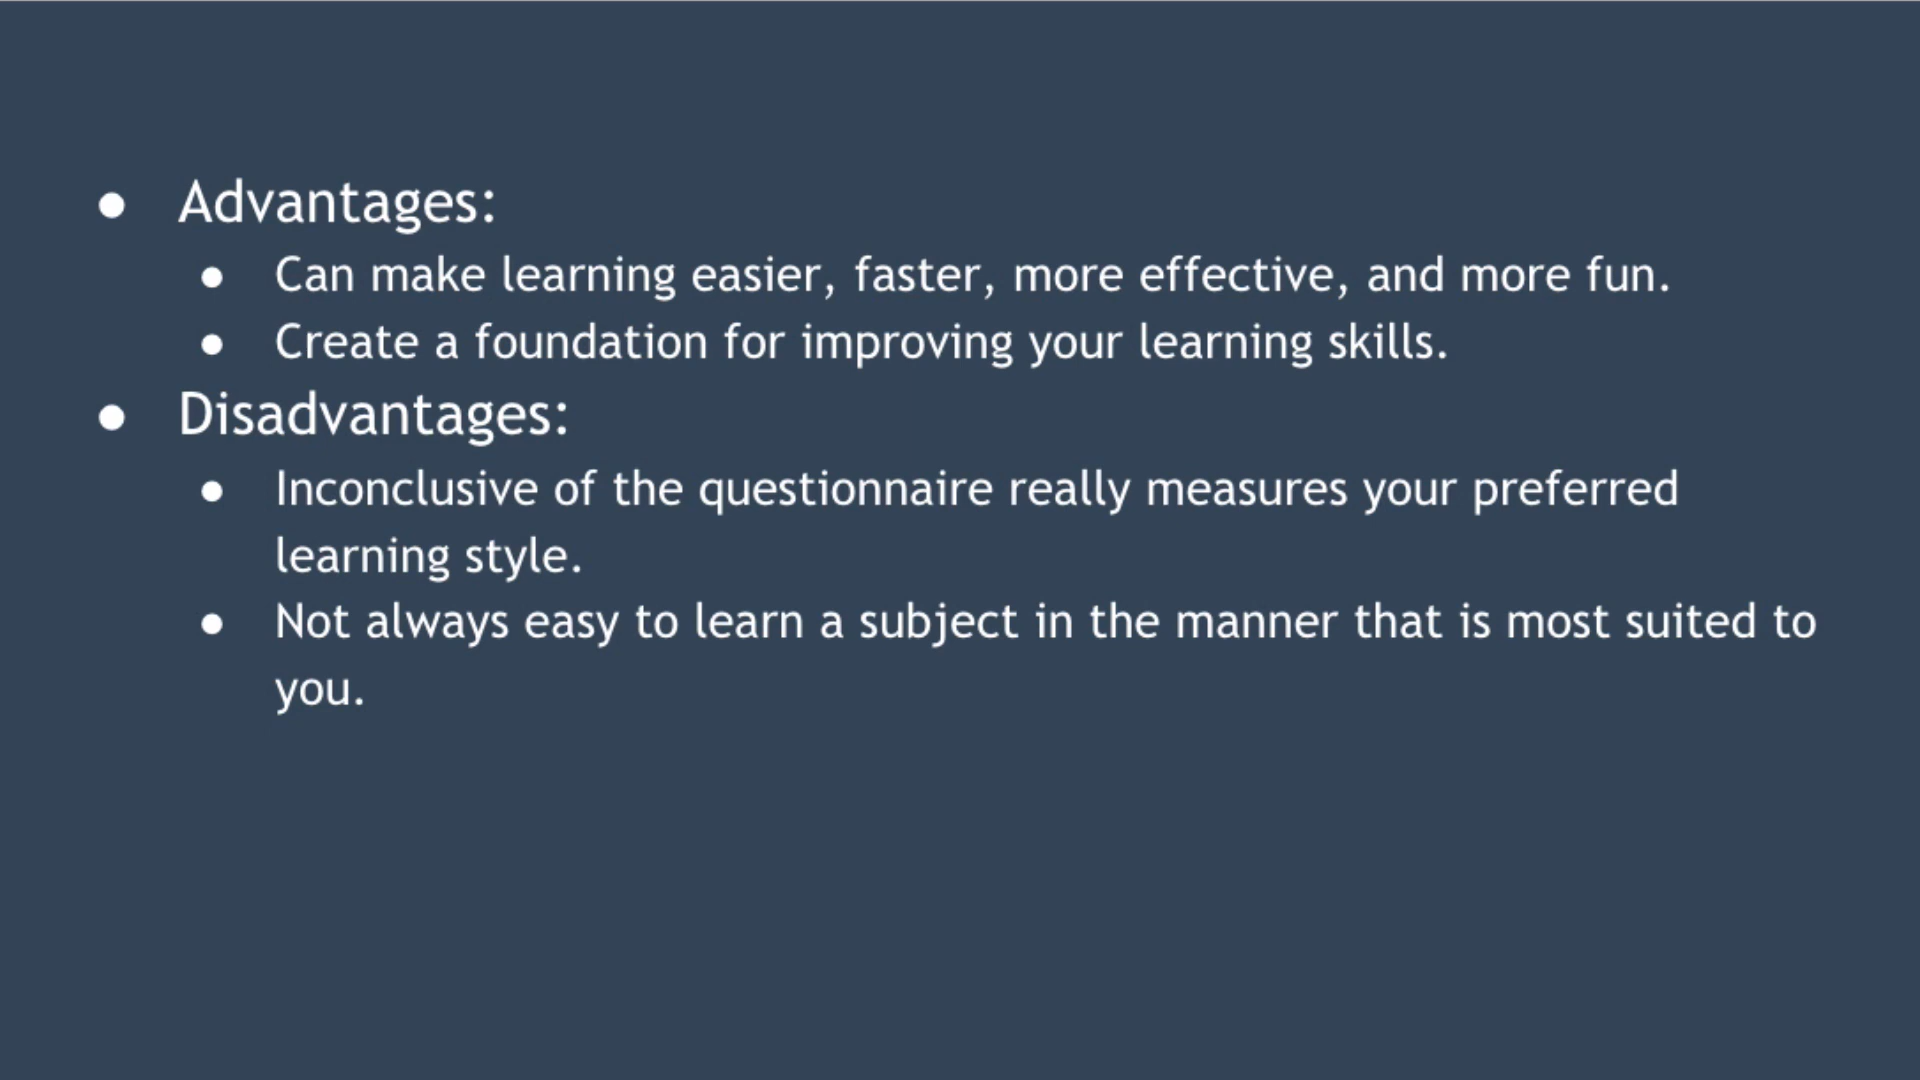 ● Advantages:
● Can make learning easier, faster, more effective, and more fun.
● Create a foundation for improving your learning skills.
● Disadvantages:
● Inconclusive of the questionnaire really measures your preferred
learning style.
● Not always easy to learn a subject in the manner that is most suited to
you.